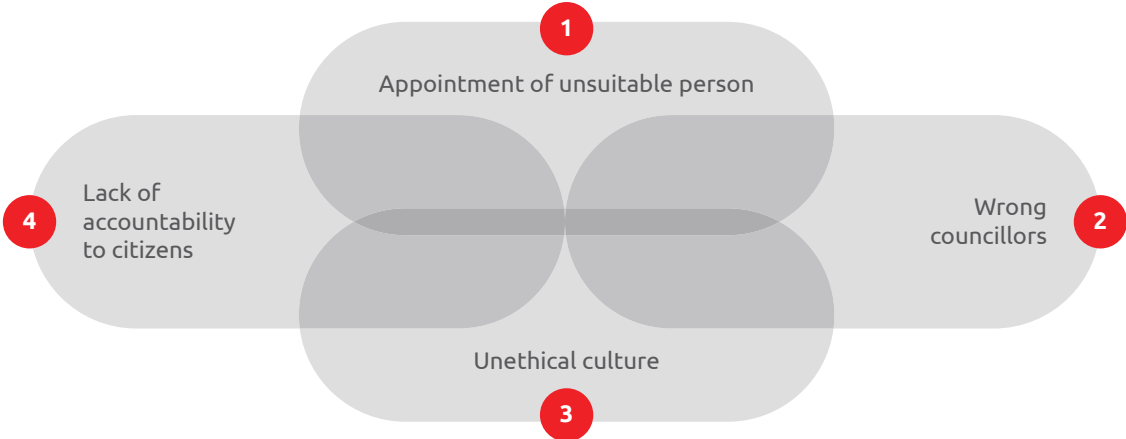 1
Appointment of unsuitable person
4
Lack of
accountability
to citizens
Wrong
councillors
2
Unethical culture
3